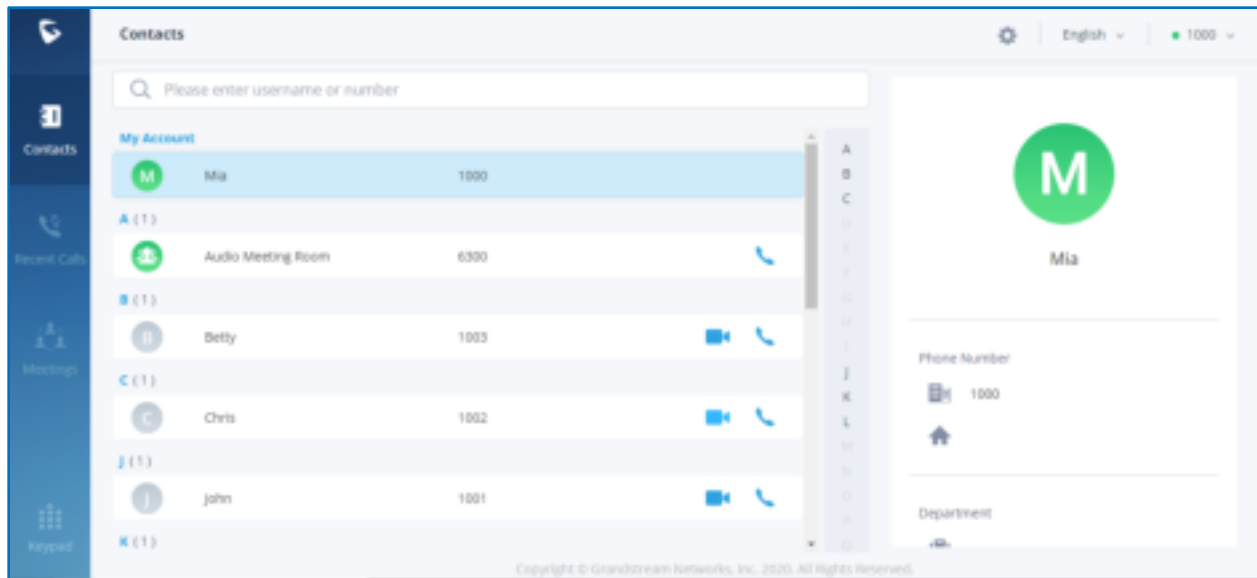 Contacts
English
1000
Please enter username or number
Contacts
Recent Calls
Meetings
Keypad
My Account
M Mia 1000
A (1)
Audio Meeting Room 6300
B (1)
B Betty 1003
C (1)
C Chris 1002
J (1)
J John 1001
K (1)
A
B
C
D
E
F
G
H
I
J
K
L
M
N
O
P
Q
M
Mia
Phone Number
1000
Department
Copyright © Grandstream Networks, Inc. 2020. All Rights Reserved.